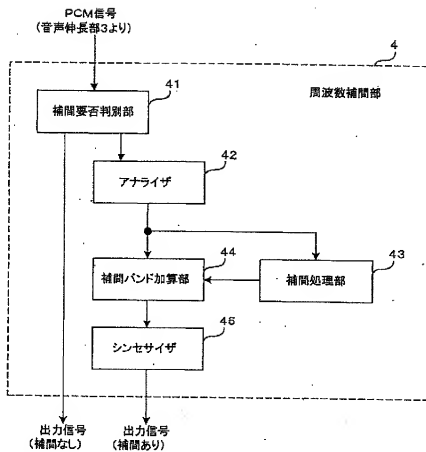 PCM信号
(音声伸長部3より)
4
41
周波数補間部
補間要否判別部
42
アナライザ
44
43
補間バンド加算部
補間処理部
45
シンセサイザ
出力信号
(補間なし)
出力信号
(補間あり)